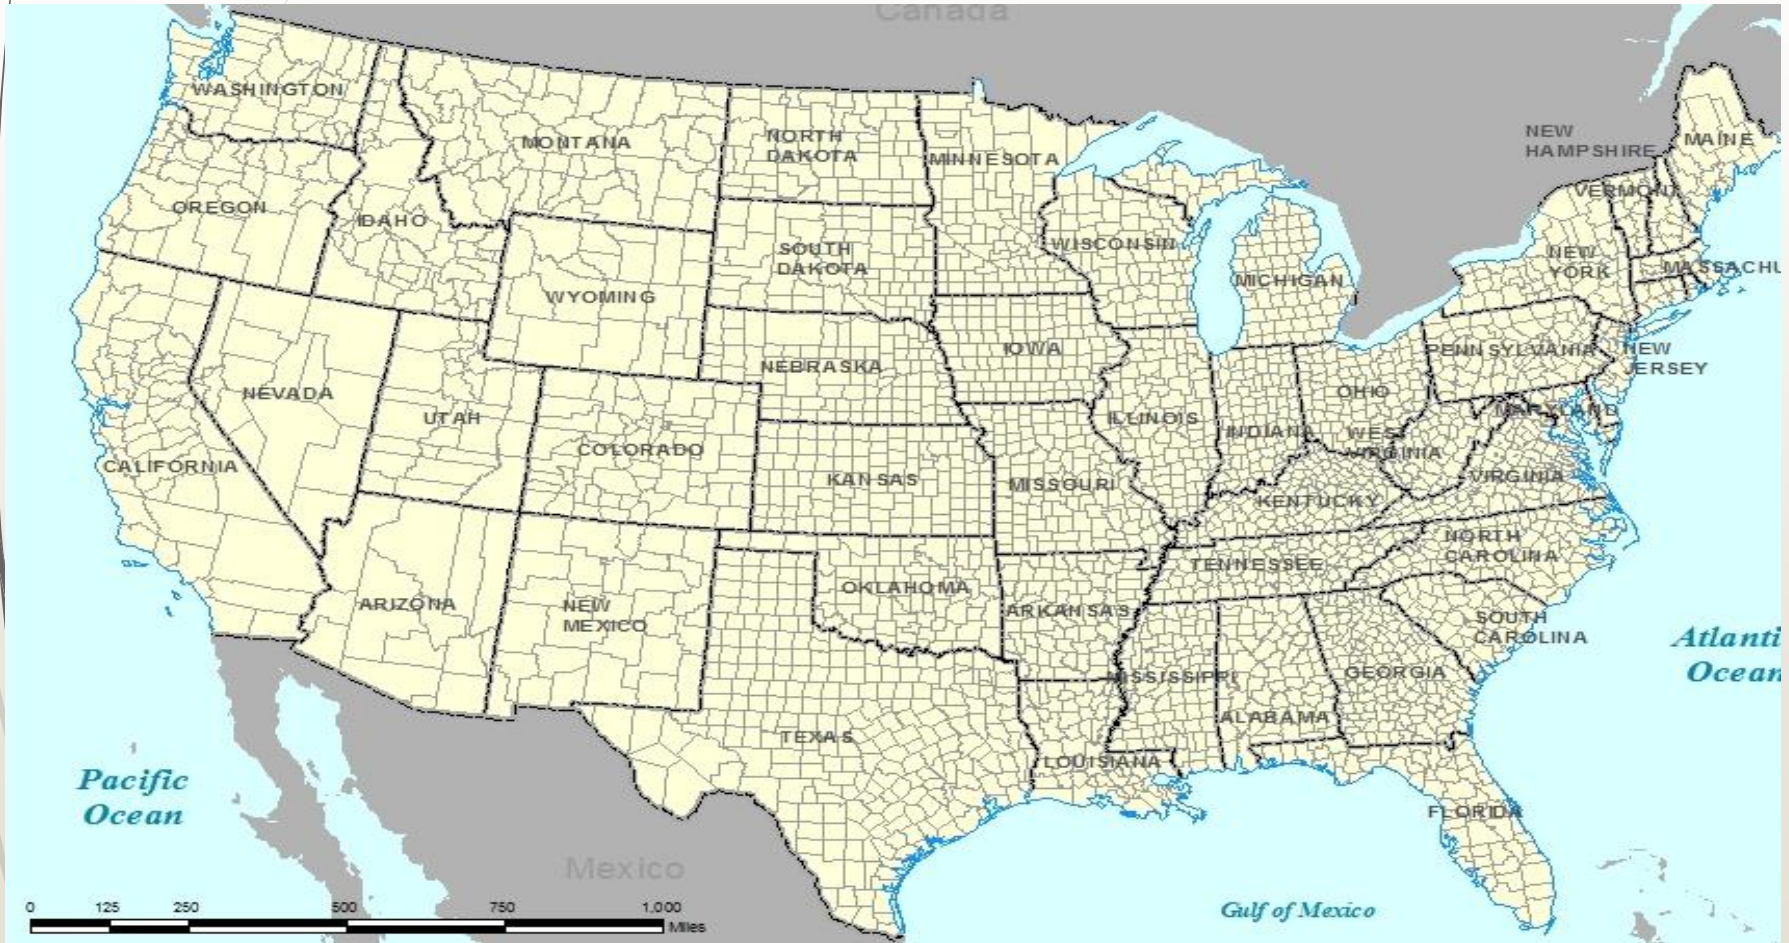 Canada
WASHINGTON
MONTANA
NORTH
DAKOTA
MINNESOTA
NEW
HAMPSHIRE
MAINE
VERMONT
OREGON
IDAHO
SOUTH
DAKOTA
WISCONSIN
MICHIGAN
NEW
YORK
MASSACHU
WYOMING
IOWA
PENNSYLVANIA
NEW
JERSEY
NEBRASKA
NEVADA
UTAH
OHIO
MARYLAND
ILLINOIS
INDIANA
WEST
VIRGINIA
COLORADO
CALIFORNIA
KANSAS
MISSOURI
VIRGINIA
KENTUCKY
NORTH
CAROLINA
TENNESSEE
OKLAHOMA
ARIZONA
NEW
MEXICO
ARKANSAS
SOUTH
CAROLINA
Atlanti
Ocean
MISSISSIPPI
GEORGIA
ALABAMA
TEXAS
LOUISIANA
Pacific
Ocean
FLORIDA
Mexico
Gulf of Mexico
0 125 250 500 750 1,000
Miles